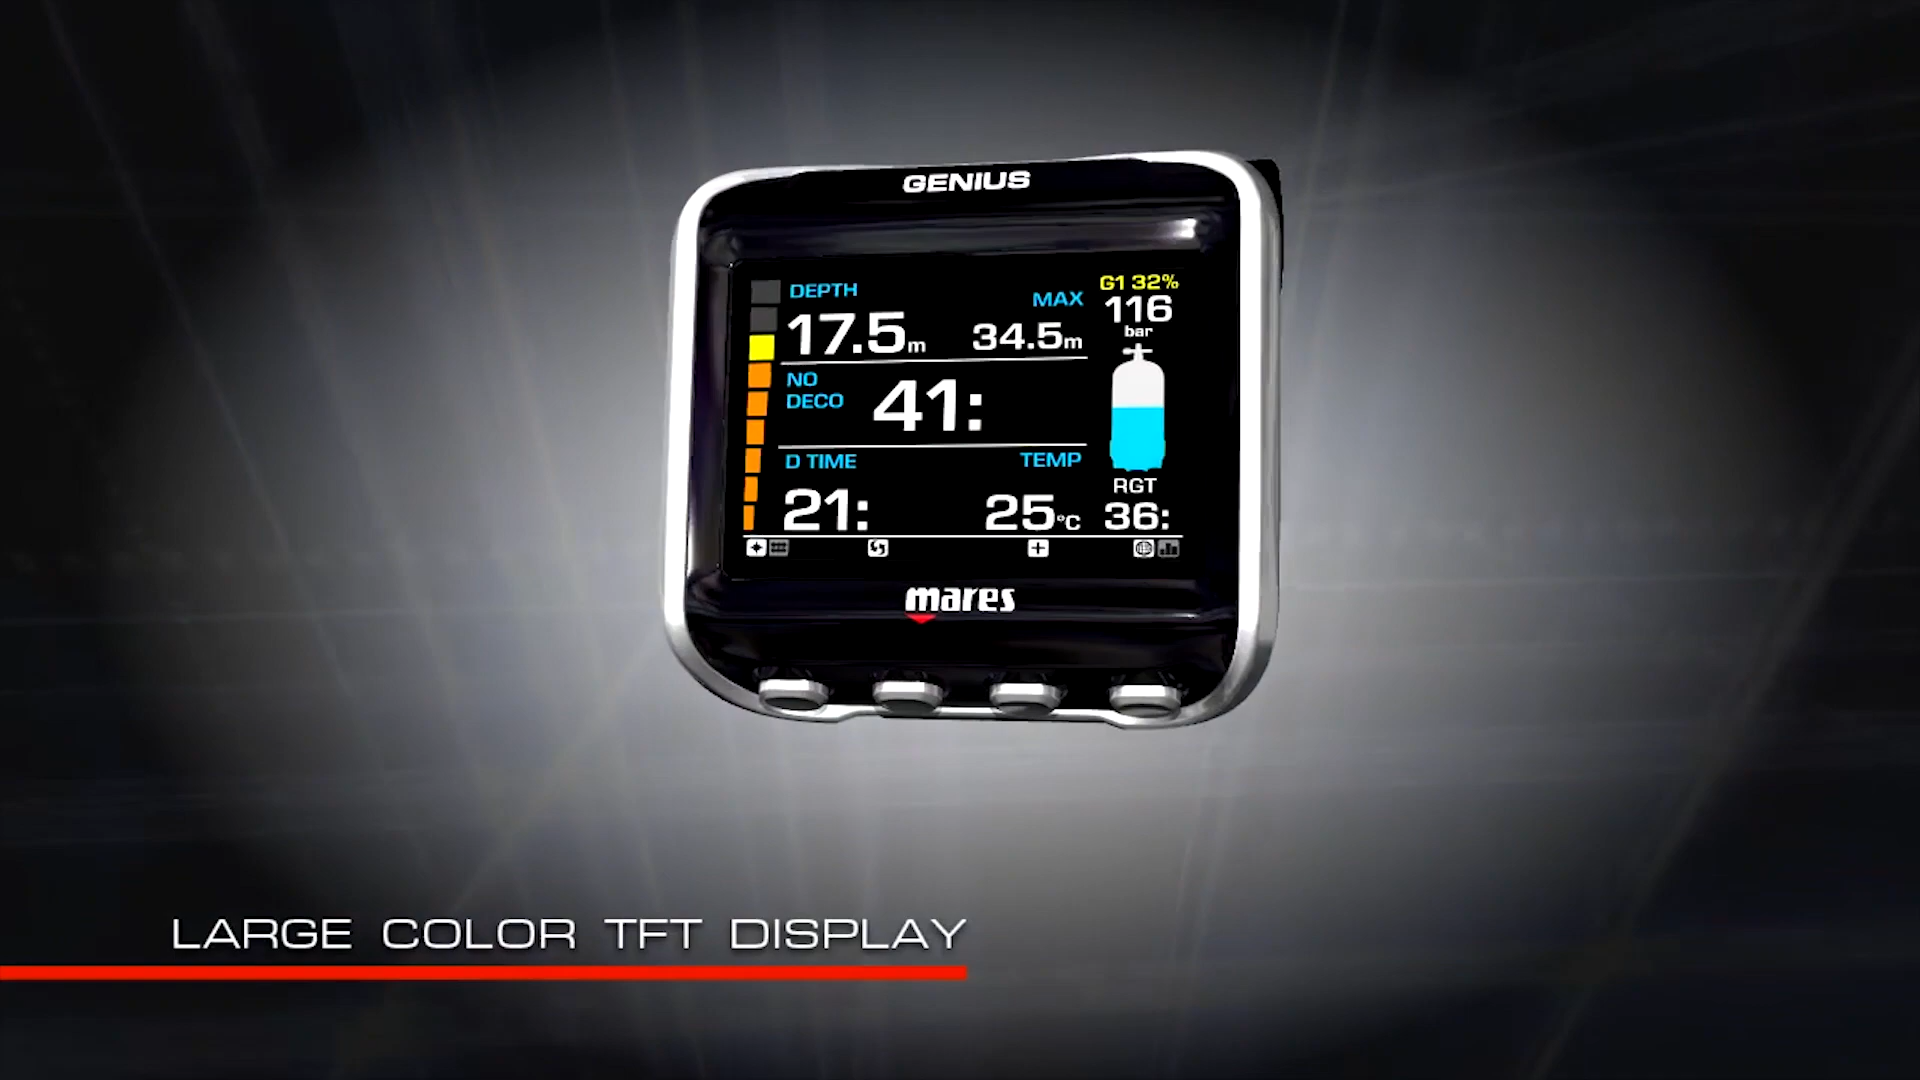 GENIUS
DEPTH
MAX
G1 32%
17.5m
34.5m
116
bar
NO
DECO
41:
D TIME
TEMP
RGT
21:
25°C
36:
mares
LARGE COLOR TFT DISPLAY